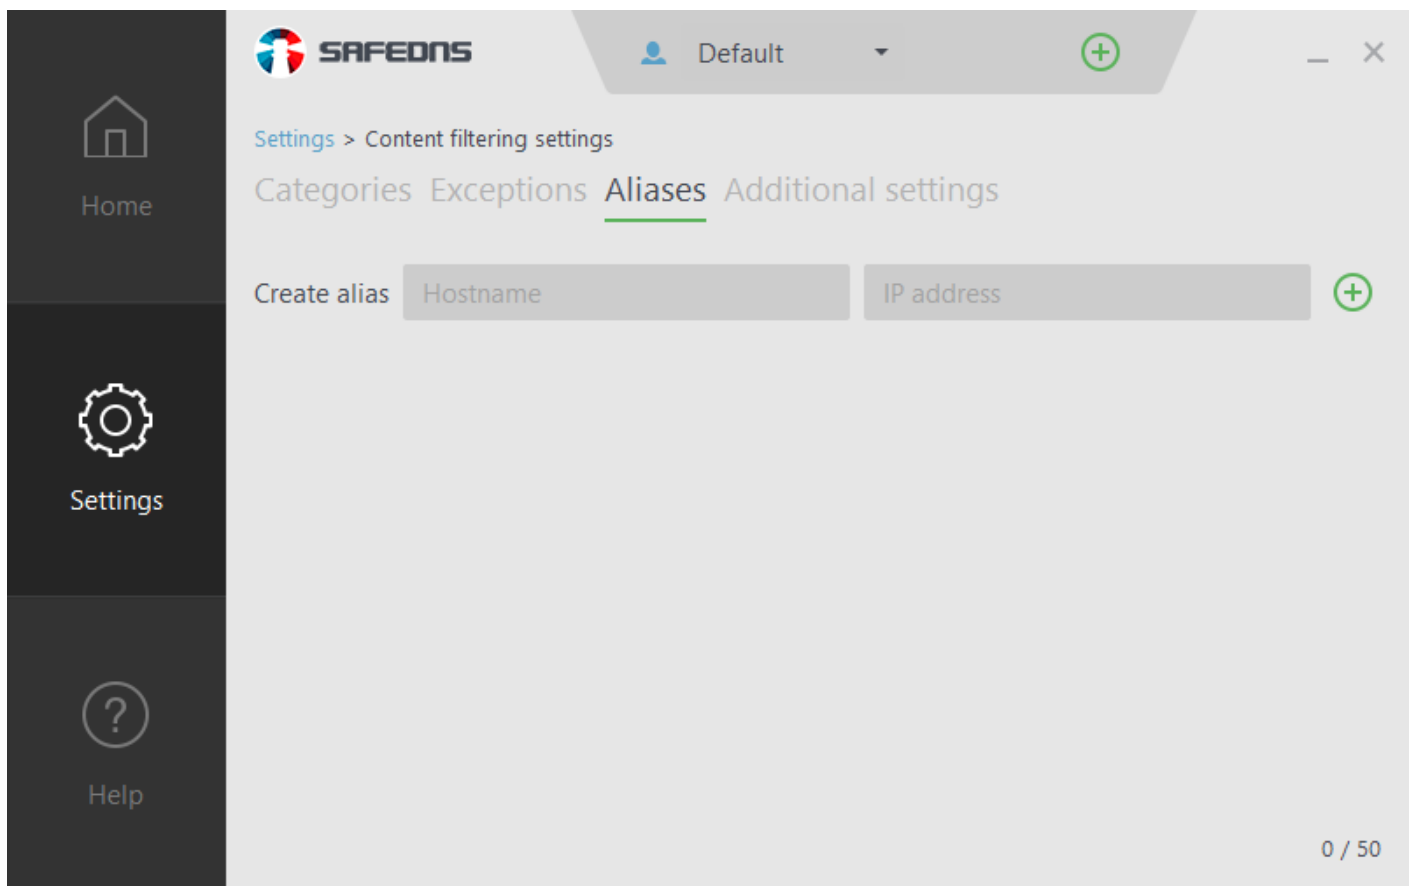 SAFEDNS
Default
Settings > Content filtering settings
Categories Exceptions Aliases Additional settings
Create alias Hostname IP address
Home
Settings
Help
0 / 50